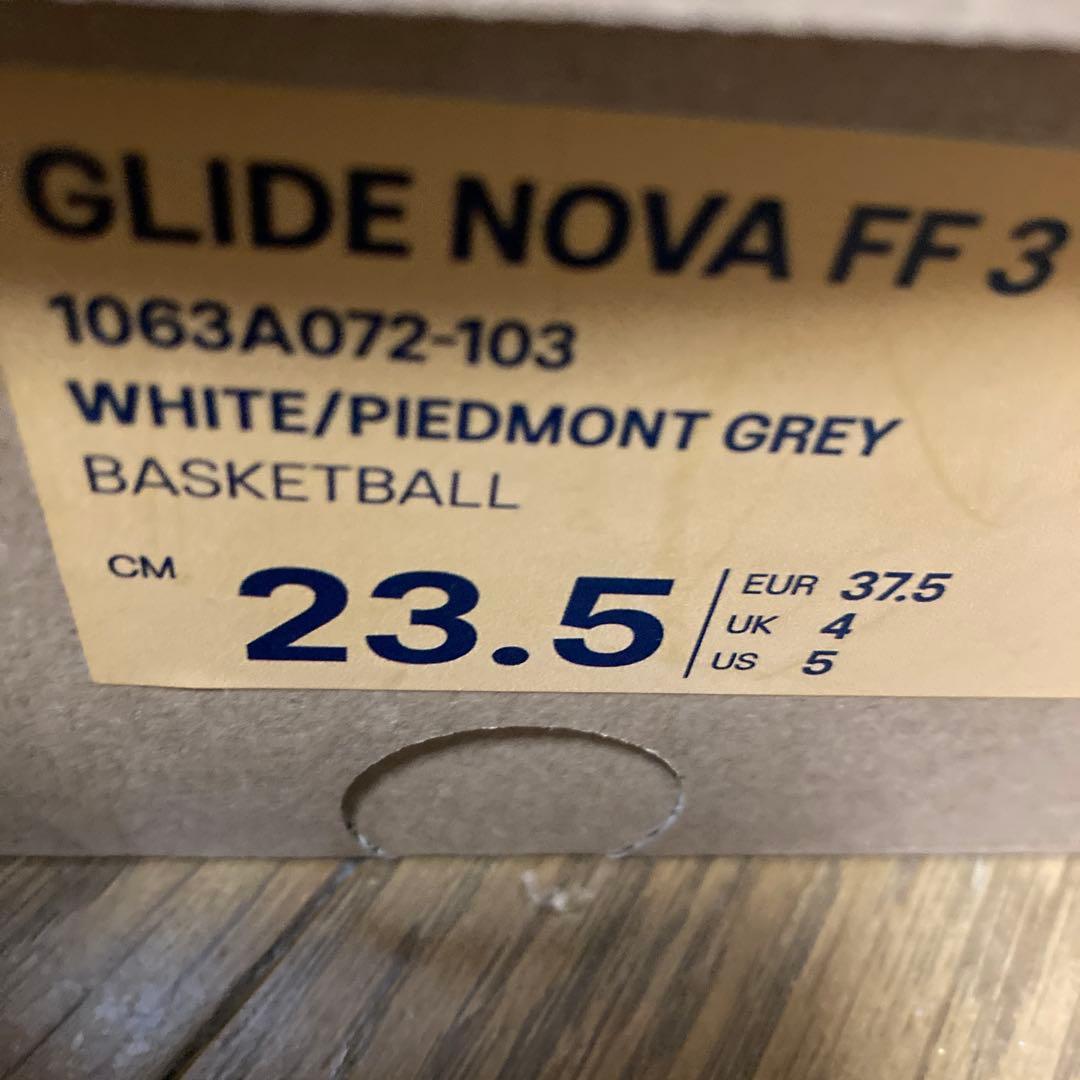 GLIDE NOVA FF 3
1063A072-103
WHITE/PIEDMONT GREY
BASKETBALL
CM 23.5
EUR 37.5
UK 4
US 5